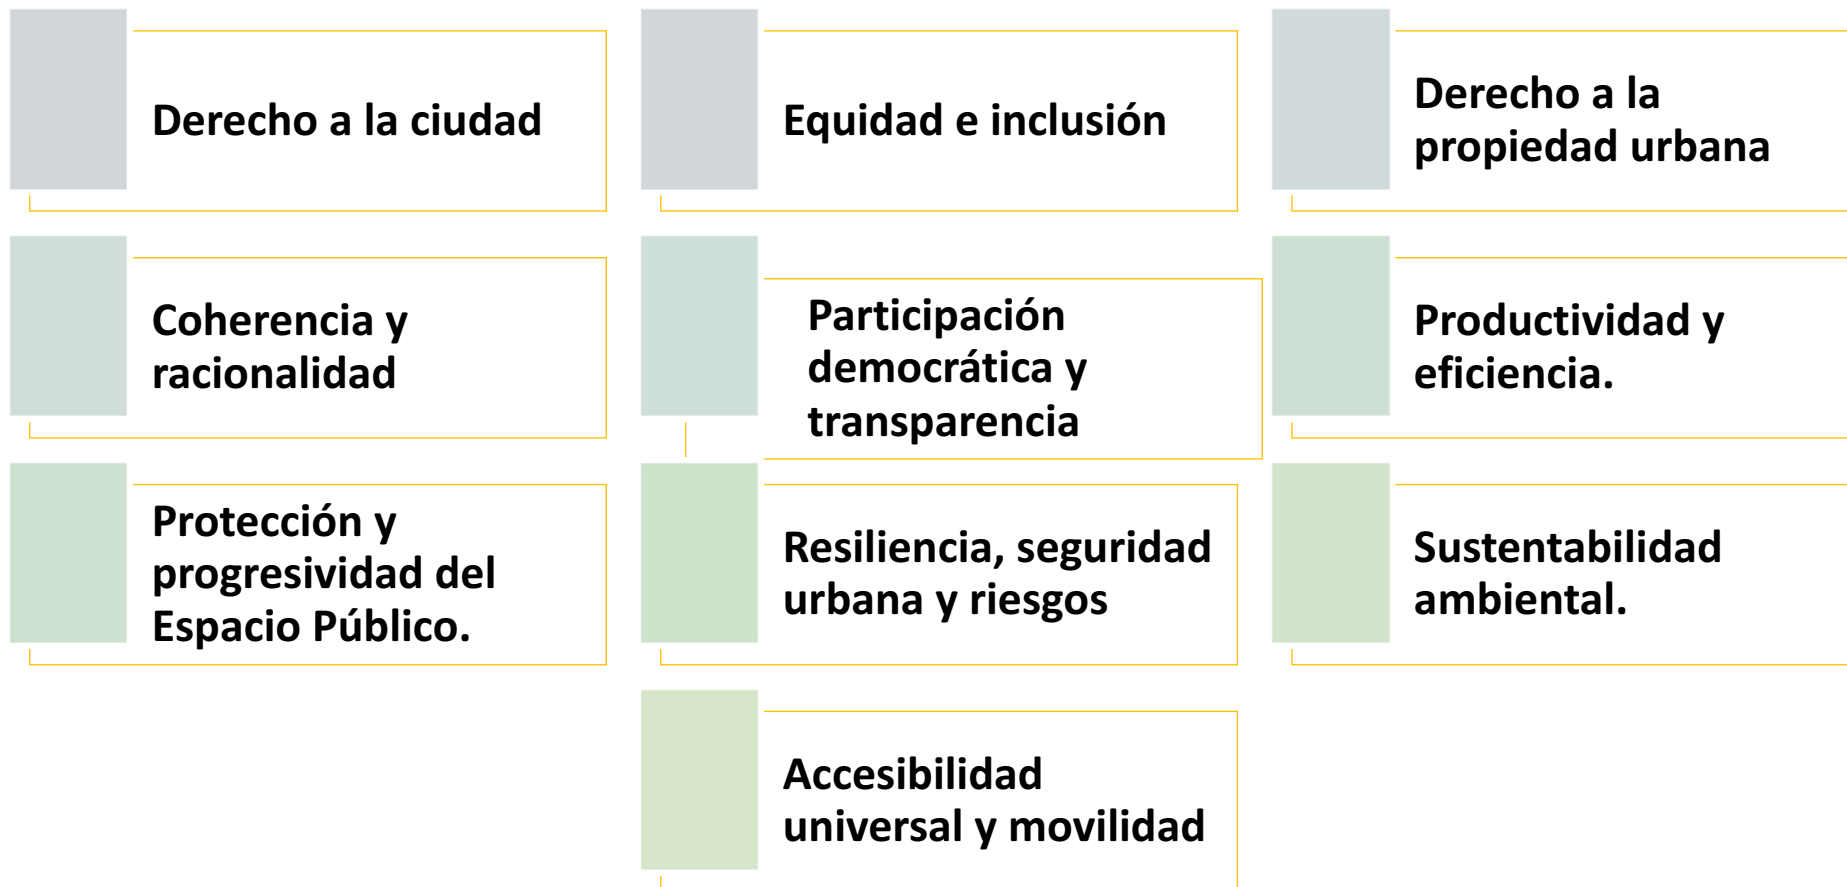 Derecho a la ciudad
Equidad e inclusión
Derecho a la
propiedad urbana
Coherencia y
racionalidad
Participación
democrática y
transparencia
Productividad y
eficiencia.
Protección y
progresividad del
Espacio Público.
Resiliencia, seguridad
urbana y riesgos
Sustentabilidad
ambiental.
Accesibilidad
universal y movilidad